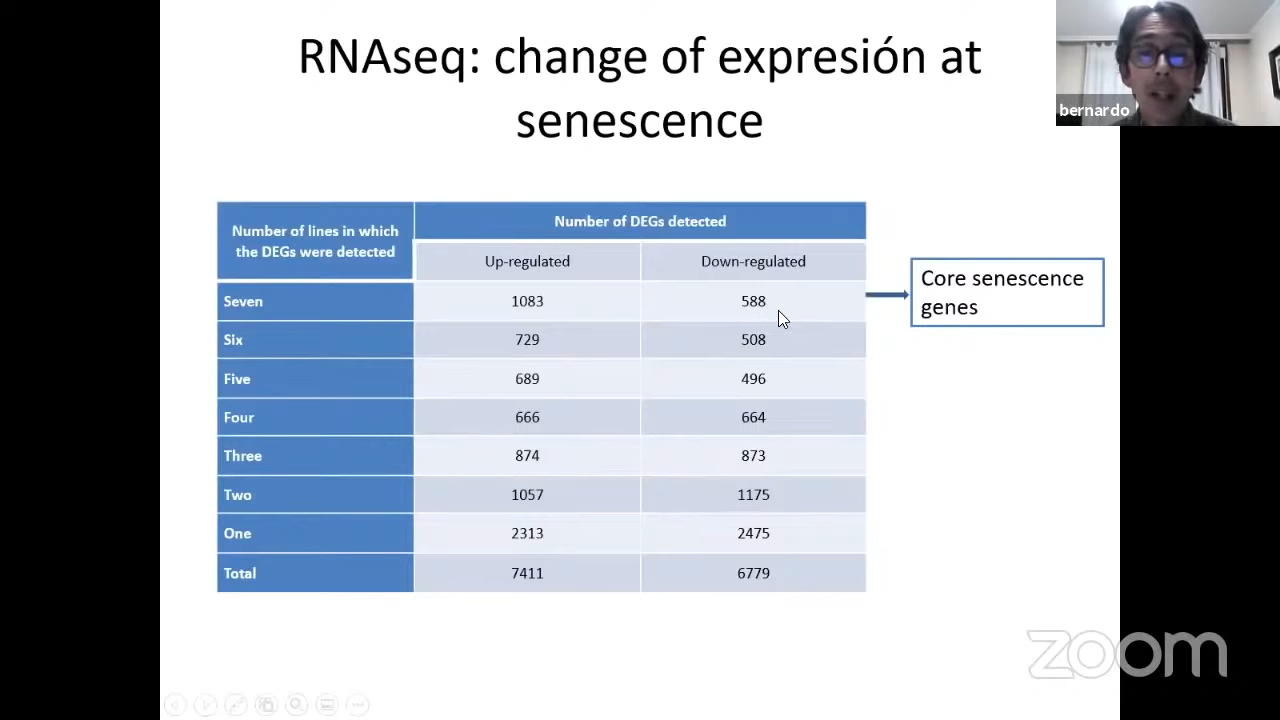 RNAseq: change of expresión at
senescence
bernardo
Number of lines in which
the DEGs were detected
Number of DEGs detected
Up-regulated
Down-regulated
Seven
1083
588
Core senescence
genes
Six
729
508
Five
689
496
Four
666
664
Three
874
873
Two
1057
1175
One
2313
2475
Total
7411
6779
zoom